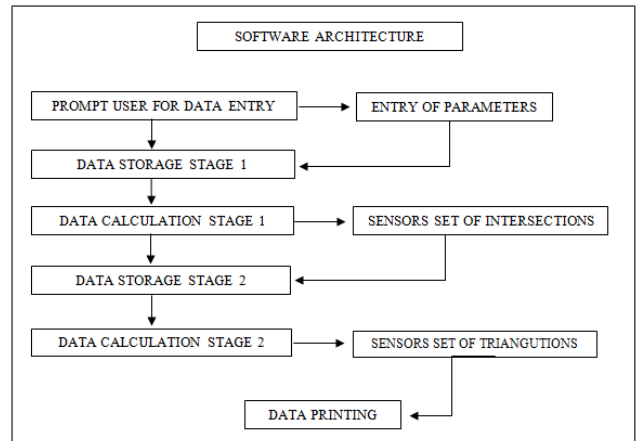 SOFTWARE ARCHITECTURE
PROMPT USER FOR DATA ENTRY
ENTRY OF PARAMETERS
DATA STORAGE STAGE 1
DATA CALCULATION STAGE 1
SENSORS SET OF INTERSECTIONS
DATA STORAGE STAGE 2
DATA CALCULATION STAGE 2
SENSORS SET OF TRIANGUTIONS
DATA PRINTING